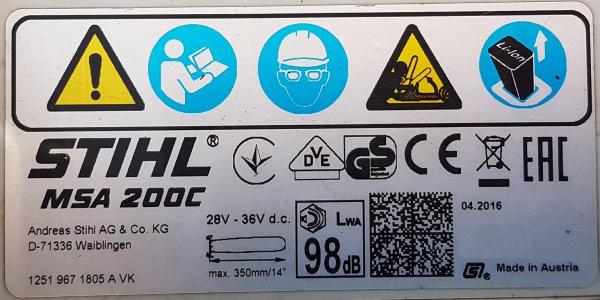 Li-Ion
STIHL®
MSA 200C
DVE
GS
CE
EAC
Andreas Stihl AG & Co. KG
D-71336 Waiblingen
1251 967 1805 A VK
28V - 36V d.c.
max. 350mm/14"
LWA
98dB
04.2016
Made in Austria